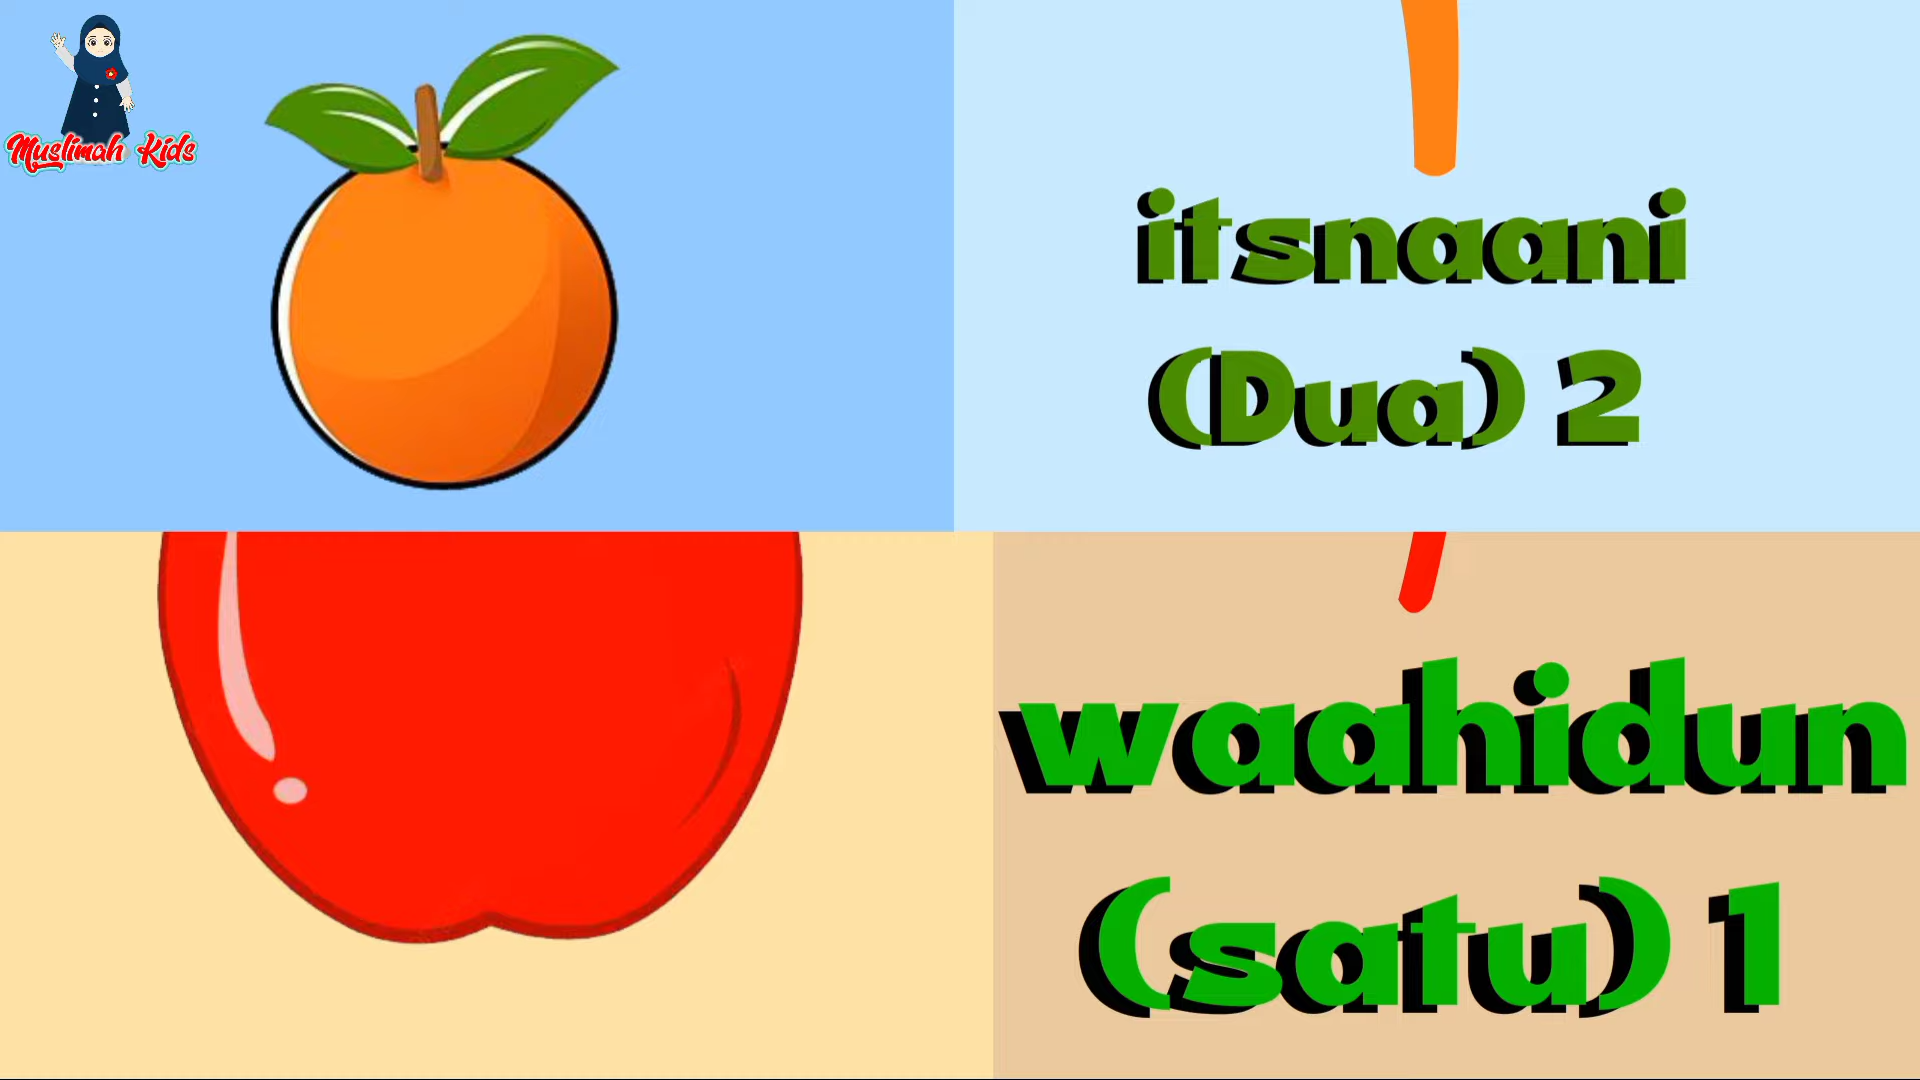 Muslimah Kids
itsnaani
(Dua) 2
waahidun
(satu) 1